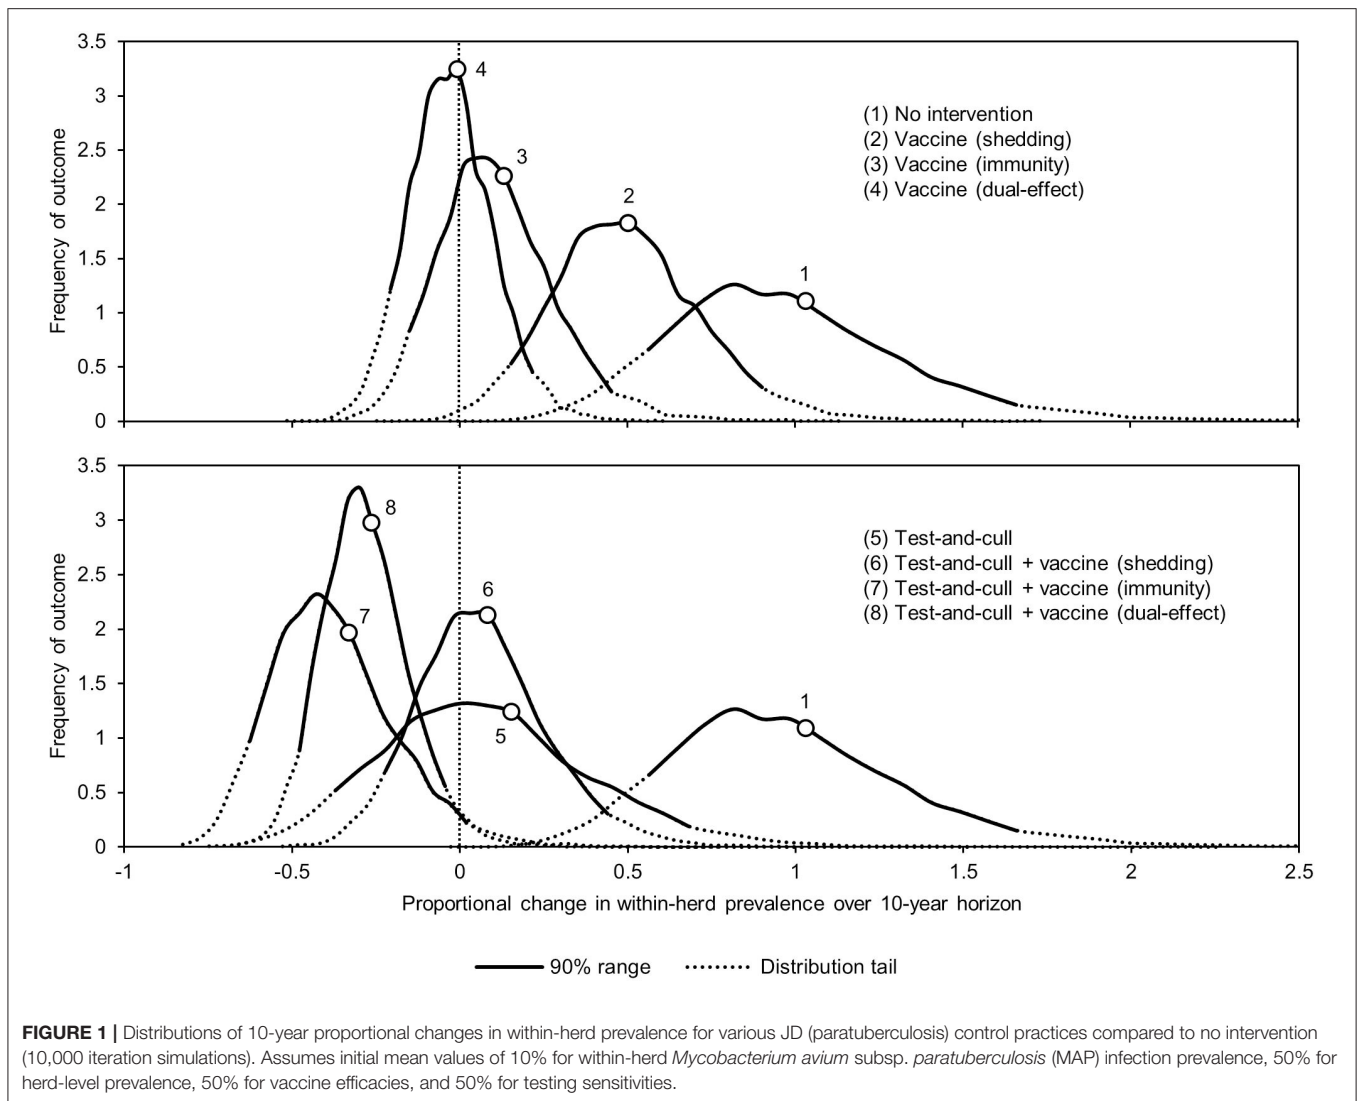 3.5
3
2.5
2
1.5
1
0.5
0
Frequency of outcome
4
3
2
1
(1) No intervention
(2) Vaccine (shedding)
(3) Vaccine (immunity)
(4) Vaccine (dual-effect)
3.5
3
2.5
2
1.5
1
0.5
0
Frequency of outcome
8
7
6
5
1
(5) Test-and-cull
(6) Test-and-cull + vaccine (shedding)
(7) Test-and-cull + vaccine (immunity)
(8) Test-and-cull + vaccine (dual-effect)
-1 -0.5 0 0.5 1 1.5 2 2.5
Proportional change in within-herd prevalence over 10-year horizon
90% range Distribution tail
FIGURE 1 | Distributions of 10-year proportional changes in within-herd prevalence for various JD (paratuberculosis) control practices compared to no intervention
(10,000 iteration simulations). Assumes initial mean values of 10% for within-herd Mycobacterium avium subsp. paratuberculosis (MAP) infection prevalence, 50% for
herd-level prevalence, 50% for vaccine efficacies, and 50% for testing sensitivities.